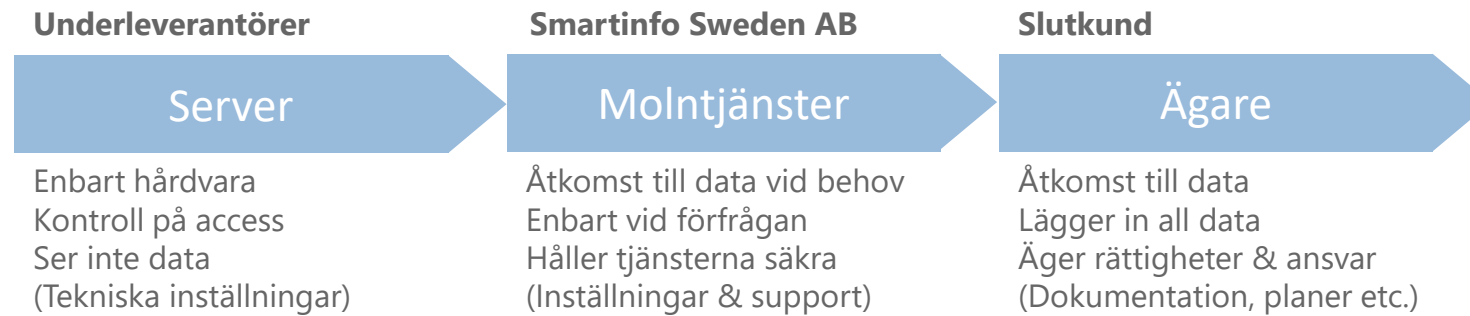 Underleverantörer
Server
Enbart hårdvara
Kontroll på access
Ser inte data
(Tekniska inställningar)
Smartinfo Sweden AB
Molntjänster
Åtkomst till data vid behov
Enbart vid förfrågan
Håller tjänsterna säkra
(Inställningar & support)
Slutkund
Ägare
Åtkomst till data
Lägger in all data
Äger rättigheter & ansvar
(Dokumentation, planer etc.)